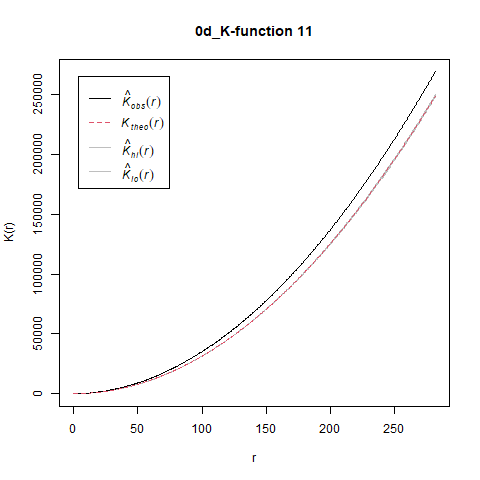 0d_K-function 11
K̂obs(r)
Ktheo(r)
K̂hi(r)
K̂lo(r)
K(r)
250000
200000
150000
100000
50000
0
0 50 100 150 200 250
r